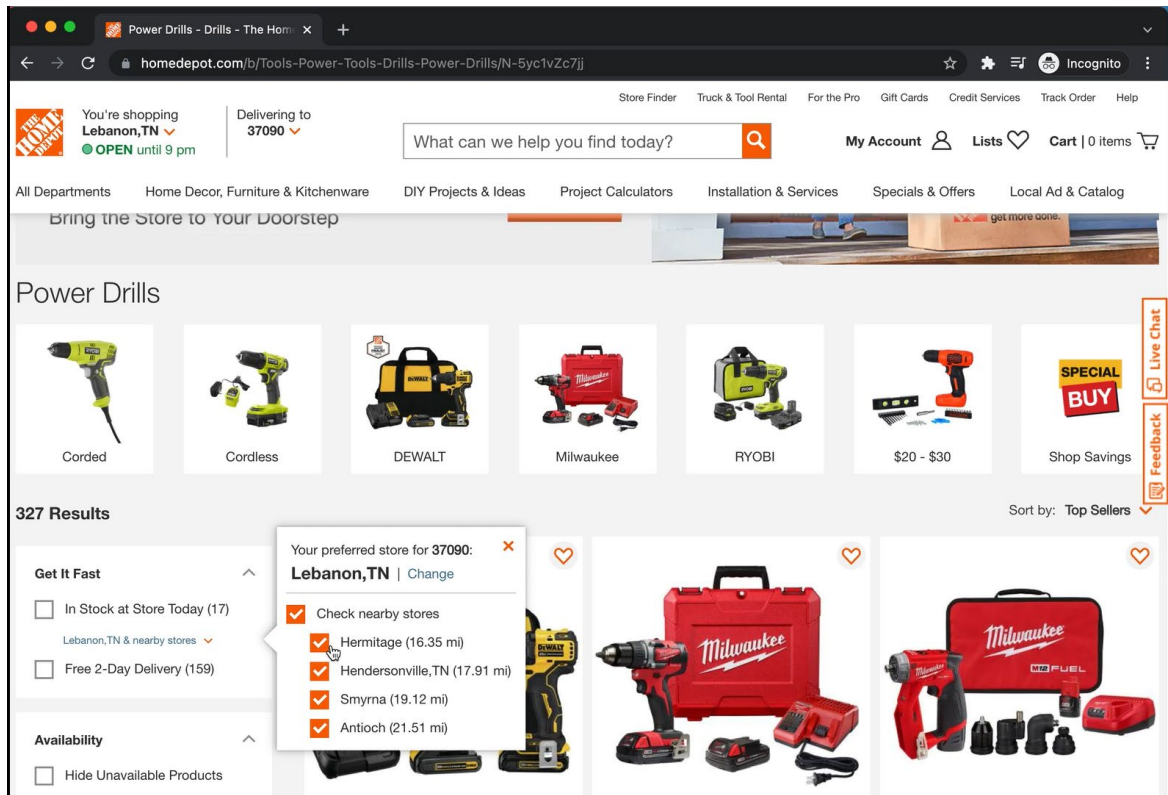 Power Drills - Drills - The Hom
homedepot.com/b/Tools-Power-Tools-Drills-Power-Drills/N-5yc1vZc7jj
Incognito
Store Finder Truck & Tool Rental For the Pro Gift Cards Credit Services Track Order Help
THE HOME DEPOT
You're shopping
Lebanon,TN
OPEN until 9 pm
Delivering to
37090
What can we help you find today?
My Account Lists Cart | 0 items
All Departments Home Decor, Furniture & Kitchenware DIY Projects & Ideas Project Calculators Installation & Services Specials & Offers Local Ad & Catalog
Bring the Store to Your Doorstep
get more done.
Power Drills
Live Chat
Feedback
RYOBI
DEWALT
Milwaukee
SPECIAL
BUY
Corded Cordless DEWALT Milwaukee RYOBI $20 - $30 Shop Savings
327 Results
Sort by: Top Sellers
Get It Fast
In Stock at Store Today (17)
Lebanon,TN & nearby stores
Free 2-Day Delivery (159)
Availability
Hide Unavailable Products
Your preferred store for 37090:
Lebanon,TN | Change
Check nearby stores
Hermitage (16.35 mi)
Hendersonville,TN (17.91 mi)
Smyrna (19.12 mi)
Antioch (21.51 mi)
DEWALT
Milwaukee
Milwaukee
M12 FUEL